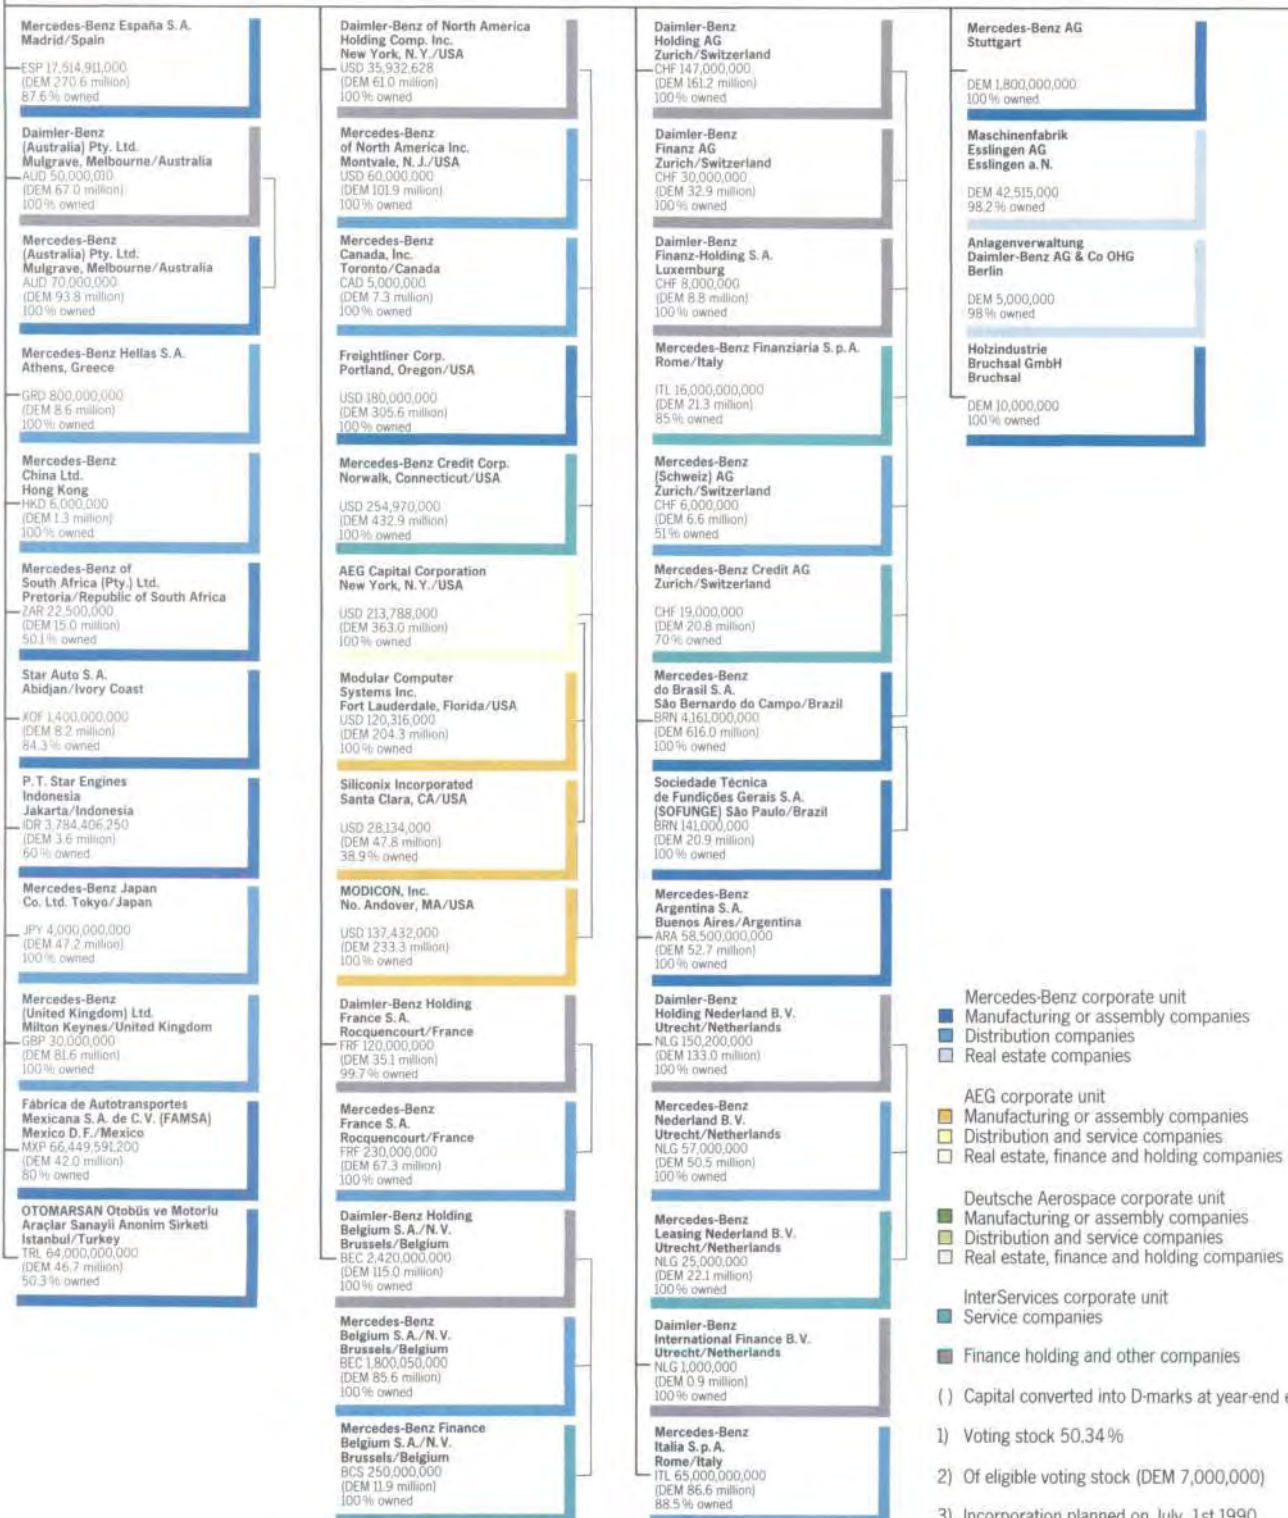 Mercedes-Benz España S.A.
Madrid/Spain
ESP 17,514,911,000
(DEM 270.6 million)
87.6% owned
Daimler-Benz
(Australia) Pty. Ltd.
Mulgrave, Melbourne/Australia
AUD 50,000,010
(DEM 67.0 million)
100% owned
Mercedes-Benz
(Australia) Pty. Ltd.
Mulgrave, Melbourne/Australia
AUD 70,000,000
(DEM 93.8 million)
100% owned
Mercedes-Benz Hellas S.A.
Athens, Greece
GRD 800,000,000
(DEM 8.6 million)
100% owned
Mercedes-Benz
China Ltd.
Hong Kong
HKD 6,000,000
(DEM 1.3 million)
100% owned
Mercedes-Benz of
South Africa (Pty.) Ltd.
Pretoria/Republic of South Africa
ZAR 22,500,000
(DEM 15.0 million)
50.1% owned
Star Auto S.A.
Abidjan/Ivory Coast
XOF 1,400,000,000
(DEM 8.2 million)
84.3% owned
P.T. Star Engines
Indonesia
Jakarta/Indonesia
IDR 3,784,406,250
(DEM 3.6 million)
60% owned
Mercedes-Benz Japan
Co. Ltd. Tokyo/Japan
JPY 4,000,000,000
(DEM 47.2 million)
100% owned
Mercedes-Benz
(United Kingdom) Ltd.
Milton Keynes/United Kingdom
GBP 30,000,000
(DEM 81.6 million)
100% owned
Fábrica de Autotransportes
Mexicana S.A. de C.V. (FAMSA)
Mexico D.F./Mexico
MXP 66,449,591,200
(DEM 42.0 million)
80% owned
OTOMARSAN Otobüs ve Motorlu
Araçlar Sanayii Anonim Sirketi
Istanbul/Turkey
TRL 64,000,000,000
(DEM 46.7 million)
50.3% owned
Daimler-Benz of North America
Holding Comp. Inc.
New York, N.Y./USA
USD 35,932,628
(DEM 61.0 million)
100% owned
Mercedes-Benz
of North America Inc.
Montvale, N.J./USA
USD 60,000,000
(DEM 101.9 million)
100% owned
Mercedes-Benz
Canada, Inc.
Toronto/Canada
CAD 5,000,000
(DEM 7.3 million)
100% owned
Freightliner Corp.
Portland, Oregon/USA
USD 180,000,000
(DEM 305.6 million)
100% owned
Mercedes-Benz Credit Corp.
Norwalk, Connecticut/USA
USD 254,970,000
(DEM 432.9 million)
100% owned
AEG Capital Corporation
New York, N.Y./USA
USD 213,788,000
(DEM 363.0 million)
100% owned
Modular Computer
Systems Inc.
Fort Lauderdale, Florida/USA
USD 120,316,000
(DEM 204.3 million)
100% owned
Siliconix Incorporated
Santa Clara, CA/USA
USD 28,134,000
(DEM 47.8 million)
38.9% owned
MODICON, Inc.
No. Andover, MA/USA
USD 137,432,000
(DEM 233.3 million)
100% owned
Daimler-Benz Holding
France S.A.
Rocquencourt/France
FRF 120,000,000
(DEM 35.1 million)
99.7% owned
Mercedes-Benz
France S.A.
Rocquencourt/France
FRF 230,000,000
(DEM 67.3 million)
100% owned
Daimler-Benz Holding
Belgium S.A./N.V.
Brussels/Belgium
BEC 2,420,000,000
(DEM 115.0 million)
100% owned
Mercedes-Benz
Belgium S.A./N.V.
Brussels/Belgium
BEC 1,800,050,000
(DEM 85.6 million)
100% owned
Mercedes-Benz Finance
Belgium S.A./N.V.
Brussels/Belgium
BCS 250,000,000
(DEM 11.9 million)
100% owned
Daimler-Benz
Holding AG
Zurich/Switzerland
CHF 147,000,000
(DEM 161.2 million)
100% owned
Daimler-Benz
Finanz AG
Zurich/Switzerland
CHF 30,000,000
(DEM 32.9 million)
100% owned
Daimler-Benz
Finanz-Holding S.A.
Luxemburg
CHF 8,000,000
(DEM 8.8 million)
100% owned
Mercedes-Benz Finanziaria S.p.A.
Rome/Italy
ITL 16,000,000,000
(DEM 21.3 million)
85% owned
Mercedes-Benz
(Schweiz) AG
Zurich/Switzerland
CHF 6,000,000
(DEM 6.6 million)
51% owned
Mercedes-Benz Credit AG
Zurich/Switzerland
CHF 19,000,000
(DEM 20.8 million)
70% owned
Mercedes-Benz
do Brasil S.A.
São Bernardo do Campo/Brazil
BRN 4,161,000,000
(DEM 616.0 million)
100% owned
Sociedade Técnica
de Fundições Gerais S.A.
(SOFUNGE) São Paulo/Brazil
BRN 141,000,000
(DEM 20.9 million)
100% owned
Mercedes-Benz
Argentina S.A.
Buenos Aires/Argentina
ARA 58,500,000,000
(DEM 52.7 million)
100% owned
Daimler-Benz
Holding Nederland B.V.
Utrecht/Netherlands
NLG 150,200,000
(DEM 133.0 million)
100% owned
Mercedes-Benz
Nederland B.V.
Utrecht/Netherlands
NLG 57,000,000
(DEM 50.5 million)
100% owned
Mercedes-Benz
Leasing Nederland B.V.
Utrecht/Netherlands
NLG 25,000,000
(DEM 22.1 million)
100% owned
Daimler-Benz
International Finance B.V.
Utrecht/Netherlands
NLG 1,000,000
(DEM 0.9 million)
100% owned
Mercedes-Benz
Italia S.p.A.
Rome/Italy
ITL 65,000,000,000
(DEM 86.6 million)
88.5% owned
Mercedes-Benz AG
Stuttgart
DEM 1,800,000,000
100% owned
Maschinenfabrik
Esslingen AG
Esslingen a.N.
DEM 42,515,000
98.2% owned
Anlagenverwaltung
Daimler-Benz AG & Co OHG
Berlin
DEM 5,000,000
98% owned
Holzindustrie
Bruchsal GmbH
Bruchsal
DEM 10,000,000
100% owned
Mercedes-Benz corporate unit
Manufacturing or assembly companies
Distribution companies
Real estate companies
AEG corporate unit
Manufacturing or assembly companies
Distribution and service companies
Real estate, finance and holding companies
Deutsche Aerospace corporate unit
Manufacturing or assembly companies
Distribution and service companies
Real estate, finance and holding companies
InterServices corporate unit
Service companies
Finance holding and other companies
( ) Capital converted into D-marks at year-end
1) Voting stock 50.34%
2) Of eligible voting stock (DEM 7,000,000)
3) Incorporation planned on July, 1st 1990